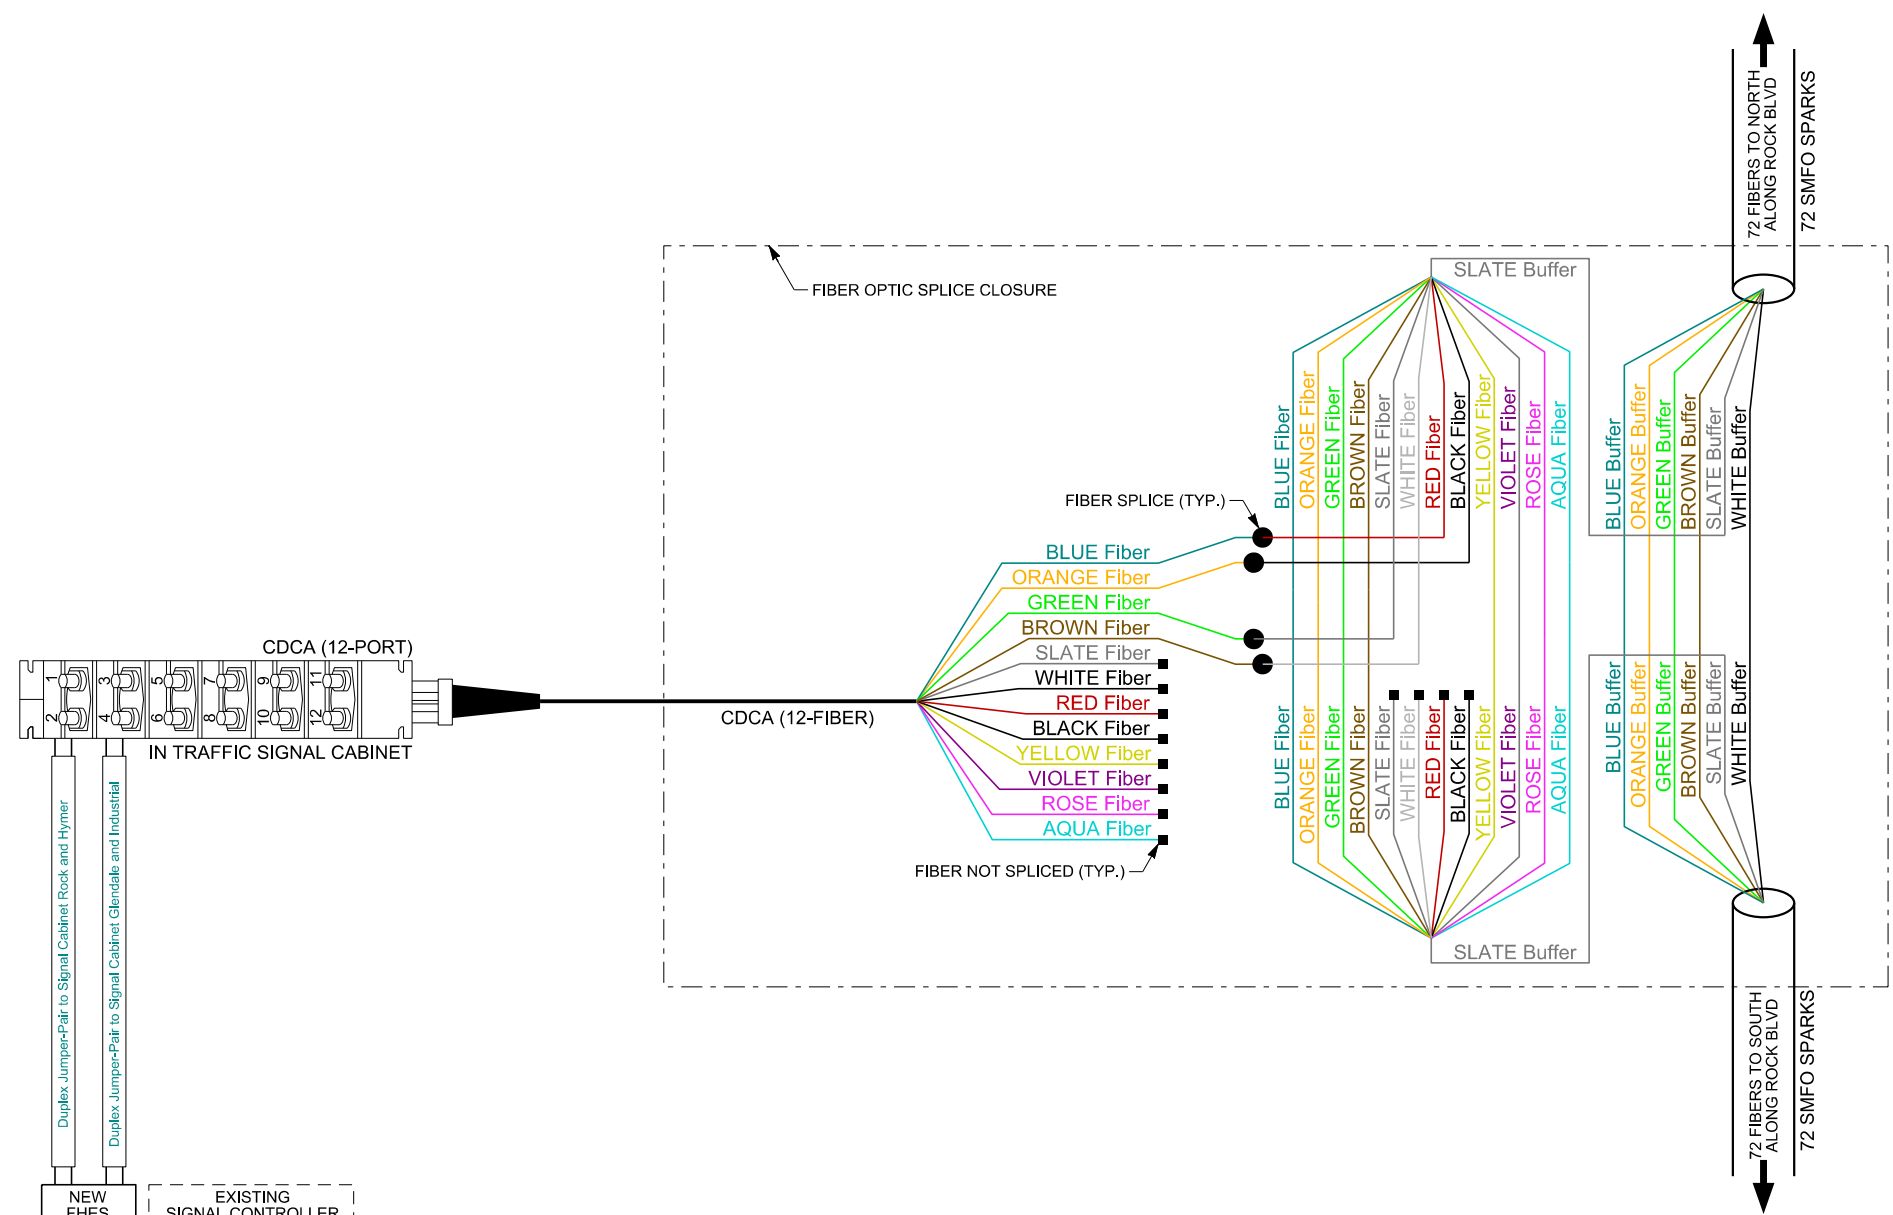 72 FIBERS TO NORTH
ALONG ROCK BLVD
72 SMFO SPARKS
FIBER OPTIC SPLICE CLOSURE
SLATE Buffer
BLUE Fiber
ORANGE Fiber
GREEN Fiber
BROWN Fiber
SLATE Fiber
WHITE Fiber
RED Fiber
BLACK Fiber
YELLOW Fiber
VIOLET Fiber
ROSE Fiber
AQUA Fiber
BLUE Buffer
ORANGE Buffer
GREEN Buffer
BROWN Buffer
SLATE Buffer
WHITE Buffer
FIBER SPLICE (TYP.)
BLUE Fiber
ORANGE Fiber
GREEN Fiber
BROWN Fiber
SLATE Fiber
WHITE Fiber
RED Fiber
BLACK Fiber
YELLOW Fiber
VIOLET Fiber
ROSE Fiber
AQUA Fiber
FIBER NOT SPLICED (TYP.)
CDCA (12-PORT)
1 3 5 7 9 11
2 4 6 8 10 12
IN TRAFFIC SIGNAL CABINET
CDCA (12-FIBER)
BLUE Fiber
ORANGE Fiber
GREEN Fiber
BROWN Fiber
SLATE Fiber
WHITE Fiber
RED Fiber
BLACK Fiber
YELLOW Fiber
VIOLET Fiber
ROSE Fiber
AQUA Fiber
BLUE Buffer
ORANGE Buffer
GREEN Buffer
BROWN Buffer
SLATE Buffer
WHITE Buffer
SLATE Buffer
Duplex Jumper-Pair to Signal Cabinet Rock and Hymer
Duplex Jumper-Pair to Signal Cabinet Glendale and Industrial
72 FIBERS TO SOUTH
ALONG ROCK BLVD
72 SMFO SPARKS
NEW
FHES
EXISTING
SIGNAL CONTROLLER